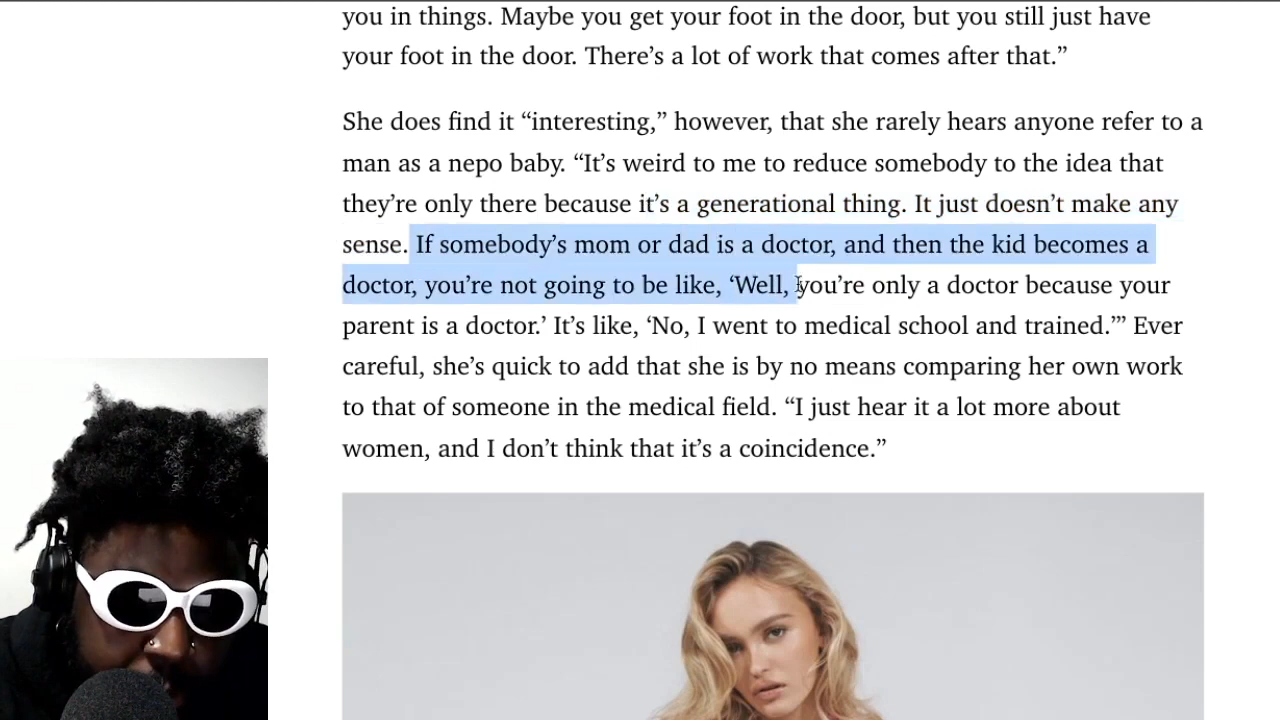 you in things. Maybe you get your foot in the door, but you still just have
your foot in the door. There’s a lot of work that comes after that.”
She does find it “interesting,” however, that she rarely hears anyone refer to a
man as a nepo baby. “It’s weird to me to reduce somebody to the idea that
they’re only there because it’s a generational thing. It just doesn’t make any
sense. If somebody’s mom or dad is a doctor, and then the kid becomes a
doctor, you’re not going to be like, ‘Well, you’re only a doctor because your
parent is a doctor.’ It’s like, ‘No, I went to medical school and trained.’” Ever
careful, she’s quick to add that she is by no means comparing her own work
to that of someone in the medical field. “I just hear it a lot more about
women, and I don’t think that it’s a coincidence.”